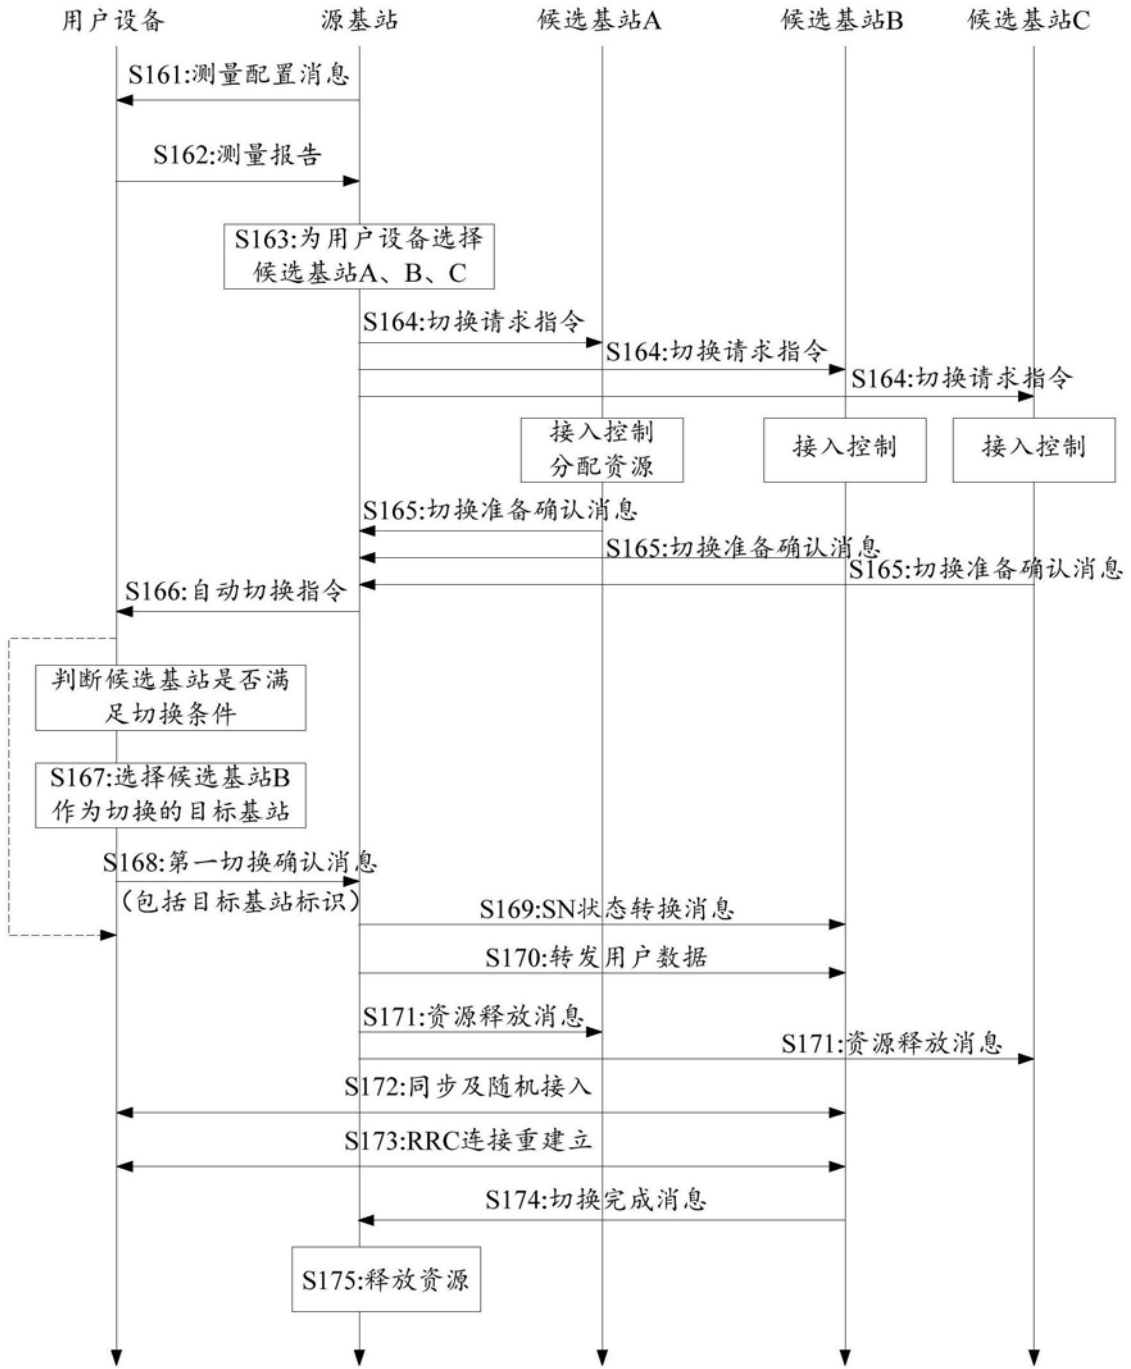 用户设备
源基站
候选基站A
候选基站B
候选基站C
S161:测量配置消息
S162:测量报告
S163:为用户设备选择
候选基站A、B、C
S164:切换请求指令
S164:切换请求指令
S164:切换请求指令
接入控制
分配资源
接入控制
接入控制
S165:切换准备确认消息
S165:切换准备确认消息
S165:切换准备确认消息
S166:自动切换指令
判断候选基站是否满
足切换条件
S167:选择候选基站B
作为切换的目标基站
S168:第一切换确认消息
（包括目标基站标识）
S169:SN状态转换消息
S170:转发用户数据
S171:资源释放消息
S171:资源释放消息
S172:同步及随机接入
S173:RRC连接重建立
S174:切换完成消息
S175:释放资源